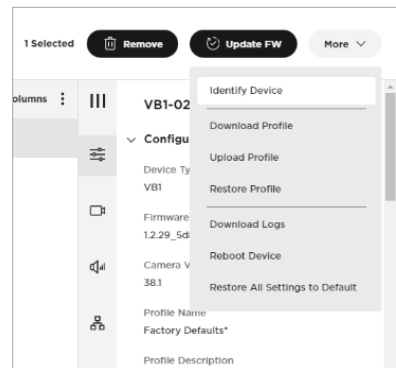 1 Selected
Remove
Update FW
More
olumns
VB1-02
Identify Device
Download Profile
Upload Profile
Restore Profile
Download Logs
Reboot Device
Restore All Settings to Default
Configu
Device Ty
VB1
Firmware
1.2.29_5d
Camera V
38.1
Profile Name
Factory Defaults*
Profile Description